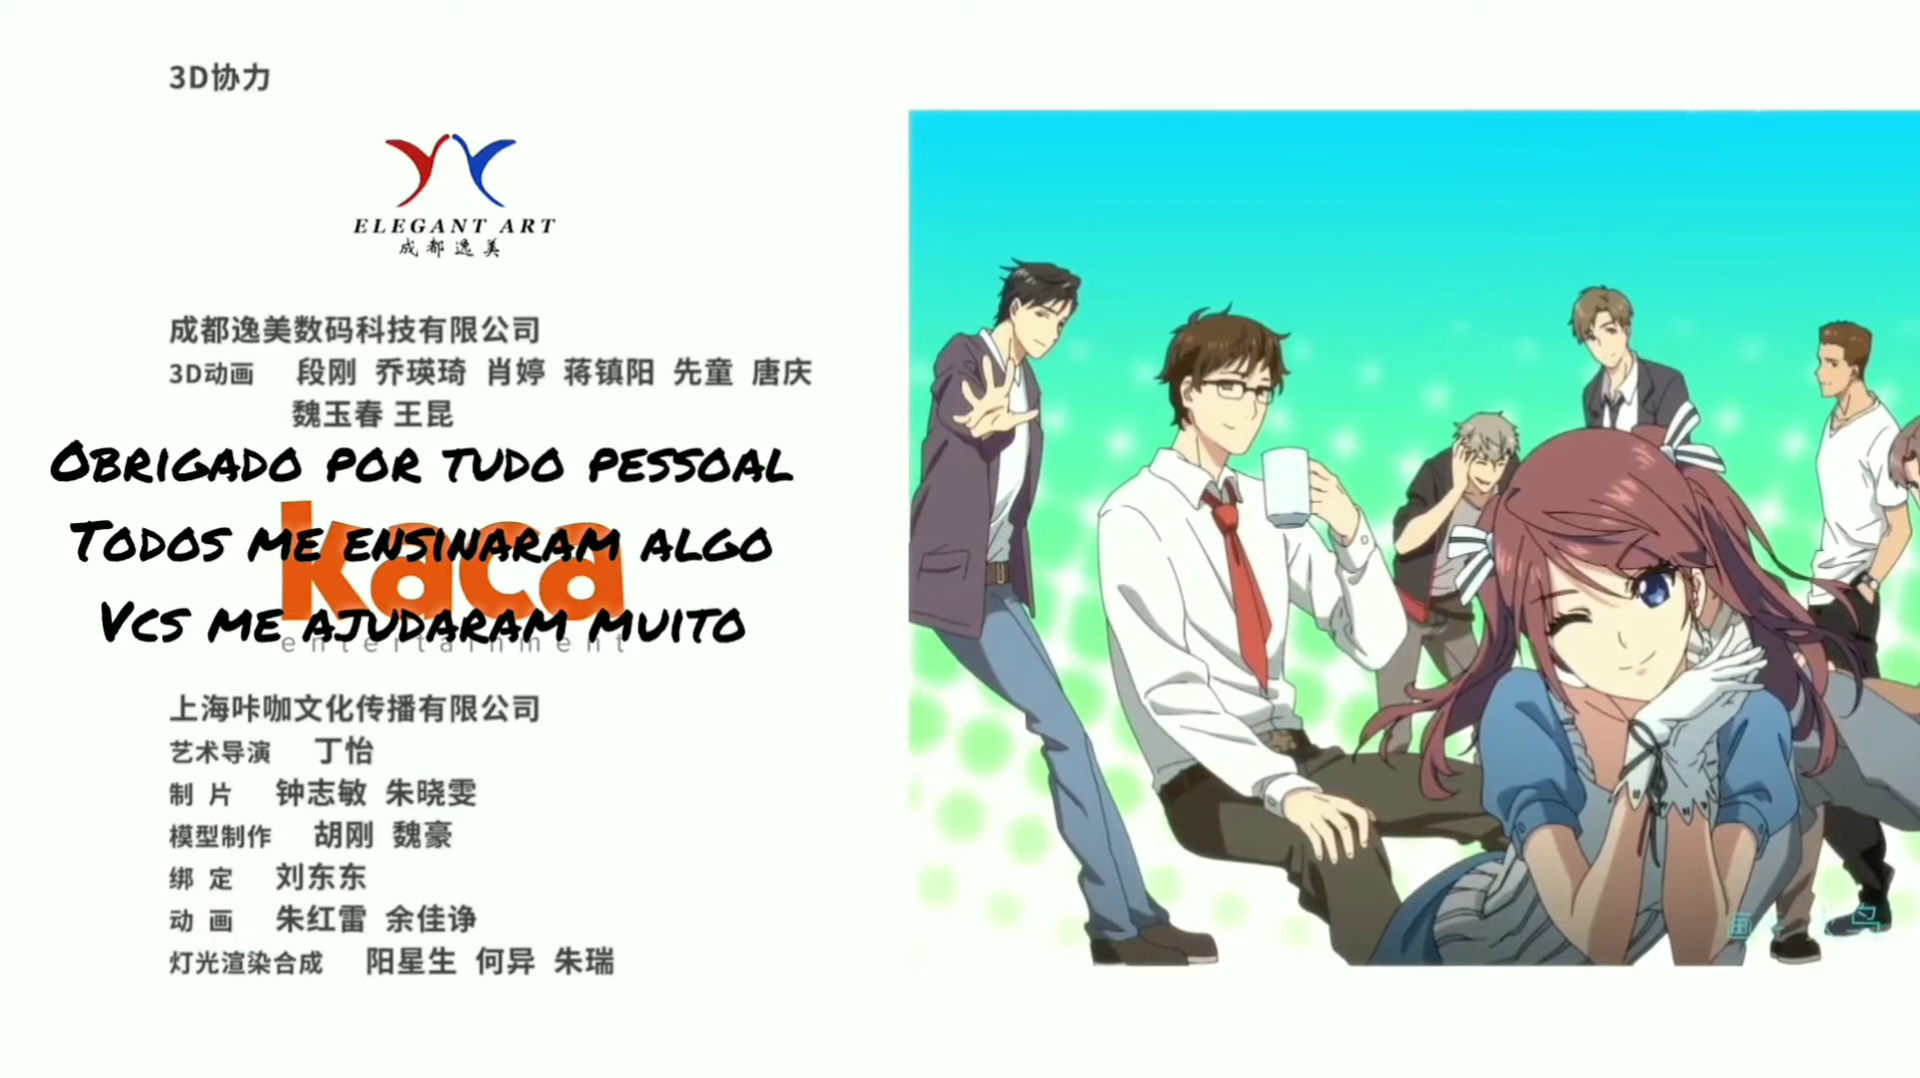 3D协力
ELEGANT ART
成都逸美
成都逸美数码科技有限公司
3D动画 段刚 乔瑛琦 肖婷 蒋镇阳 先童 唐庆
魏玉春 王昆
Obrigado por tudo pessoal
kaca
Todos me ensinaram algo
Vcs me ajudaram muito
entertainment
上海咔咖文化传播有限公司
艺术导演 丁怡
制 片 钟志敏 朱晓雯
模型制作 胡刚 魏豪
绑 定 刘东东
动 画 朱红雷 余佳诤
灯光渲染合成 阳星生 何异 朱瑞